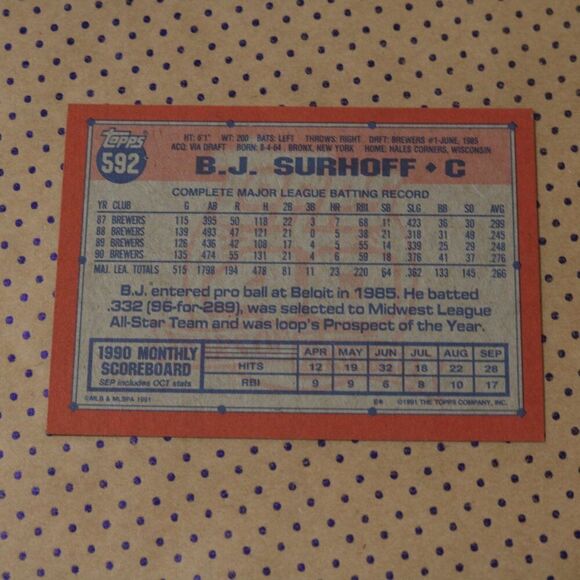 Topps
592
HT: 6'1" WT: 200 BATS: LEFT THROWS: RIGHT DRFT: BREWERS #1-JUNE, 1985
ACQ: VIA DRAFT BORN: 8-4-64, BRONX, NEW YORK HOME: HALES CORNERS, WISCONSIN
B.J. SURHOFF ♦ C
COMPLETE MAJOR LEAGUE BATTING RECORD
YR CLUB G AB R H 2B 3B HR RBI SB SLG BB SO AVG
87 BREWERS 115 395 50 118 22 3 7 68 11 .423 36 30 .299
88 BREWERS 139 493 47 121 21 0 5 38 21 .318 31 49 .245
89 BREWERS 126 436 42 108 17 4 5 55 14 .339 25 29 .248
90 BREWERS 135 474 55 131 21 4 6 59 18 .376 41 37 .276
MAJ. LEA. TOTALS 515 1798 194 478 81 11 23 220 64 .362 133 145 .266
B.J. entered pro ball at Beloit in 1985. He batted
.332 (96-for-289), was selected to Midwest League
All-Star Team and was loop's Prospect of the Year.
1990 MONTHLY
SCOREBOARD
SEP includes OCT stats
APR MAY JUN JUL AUG SEP
HITS 12 19 32 18 22 28
RBI 9 9 6 8 10 17
©MLB & MLBPA 1991 E* ©1991 THE TOPPS COMPANY, INC.